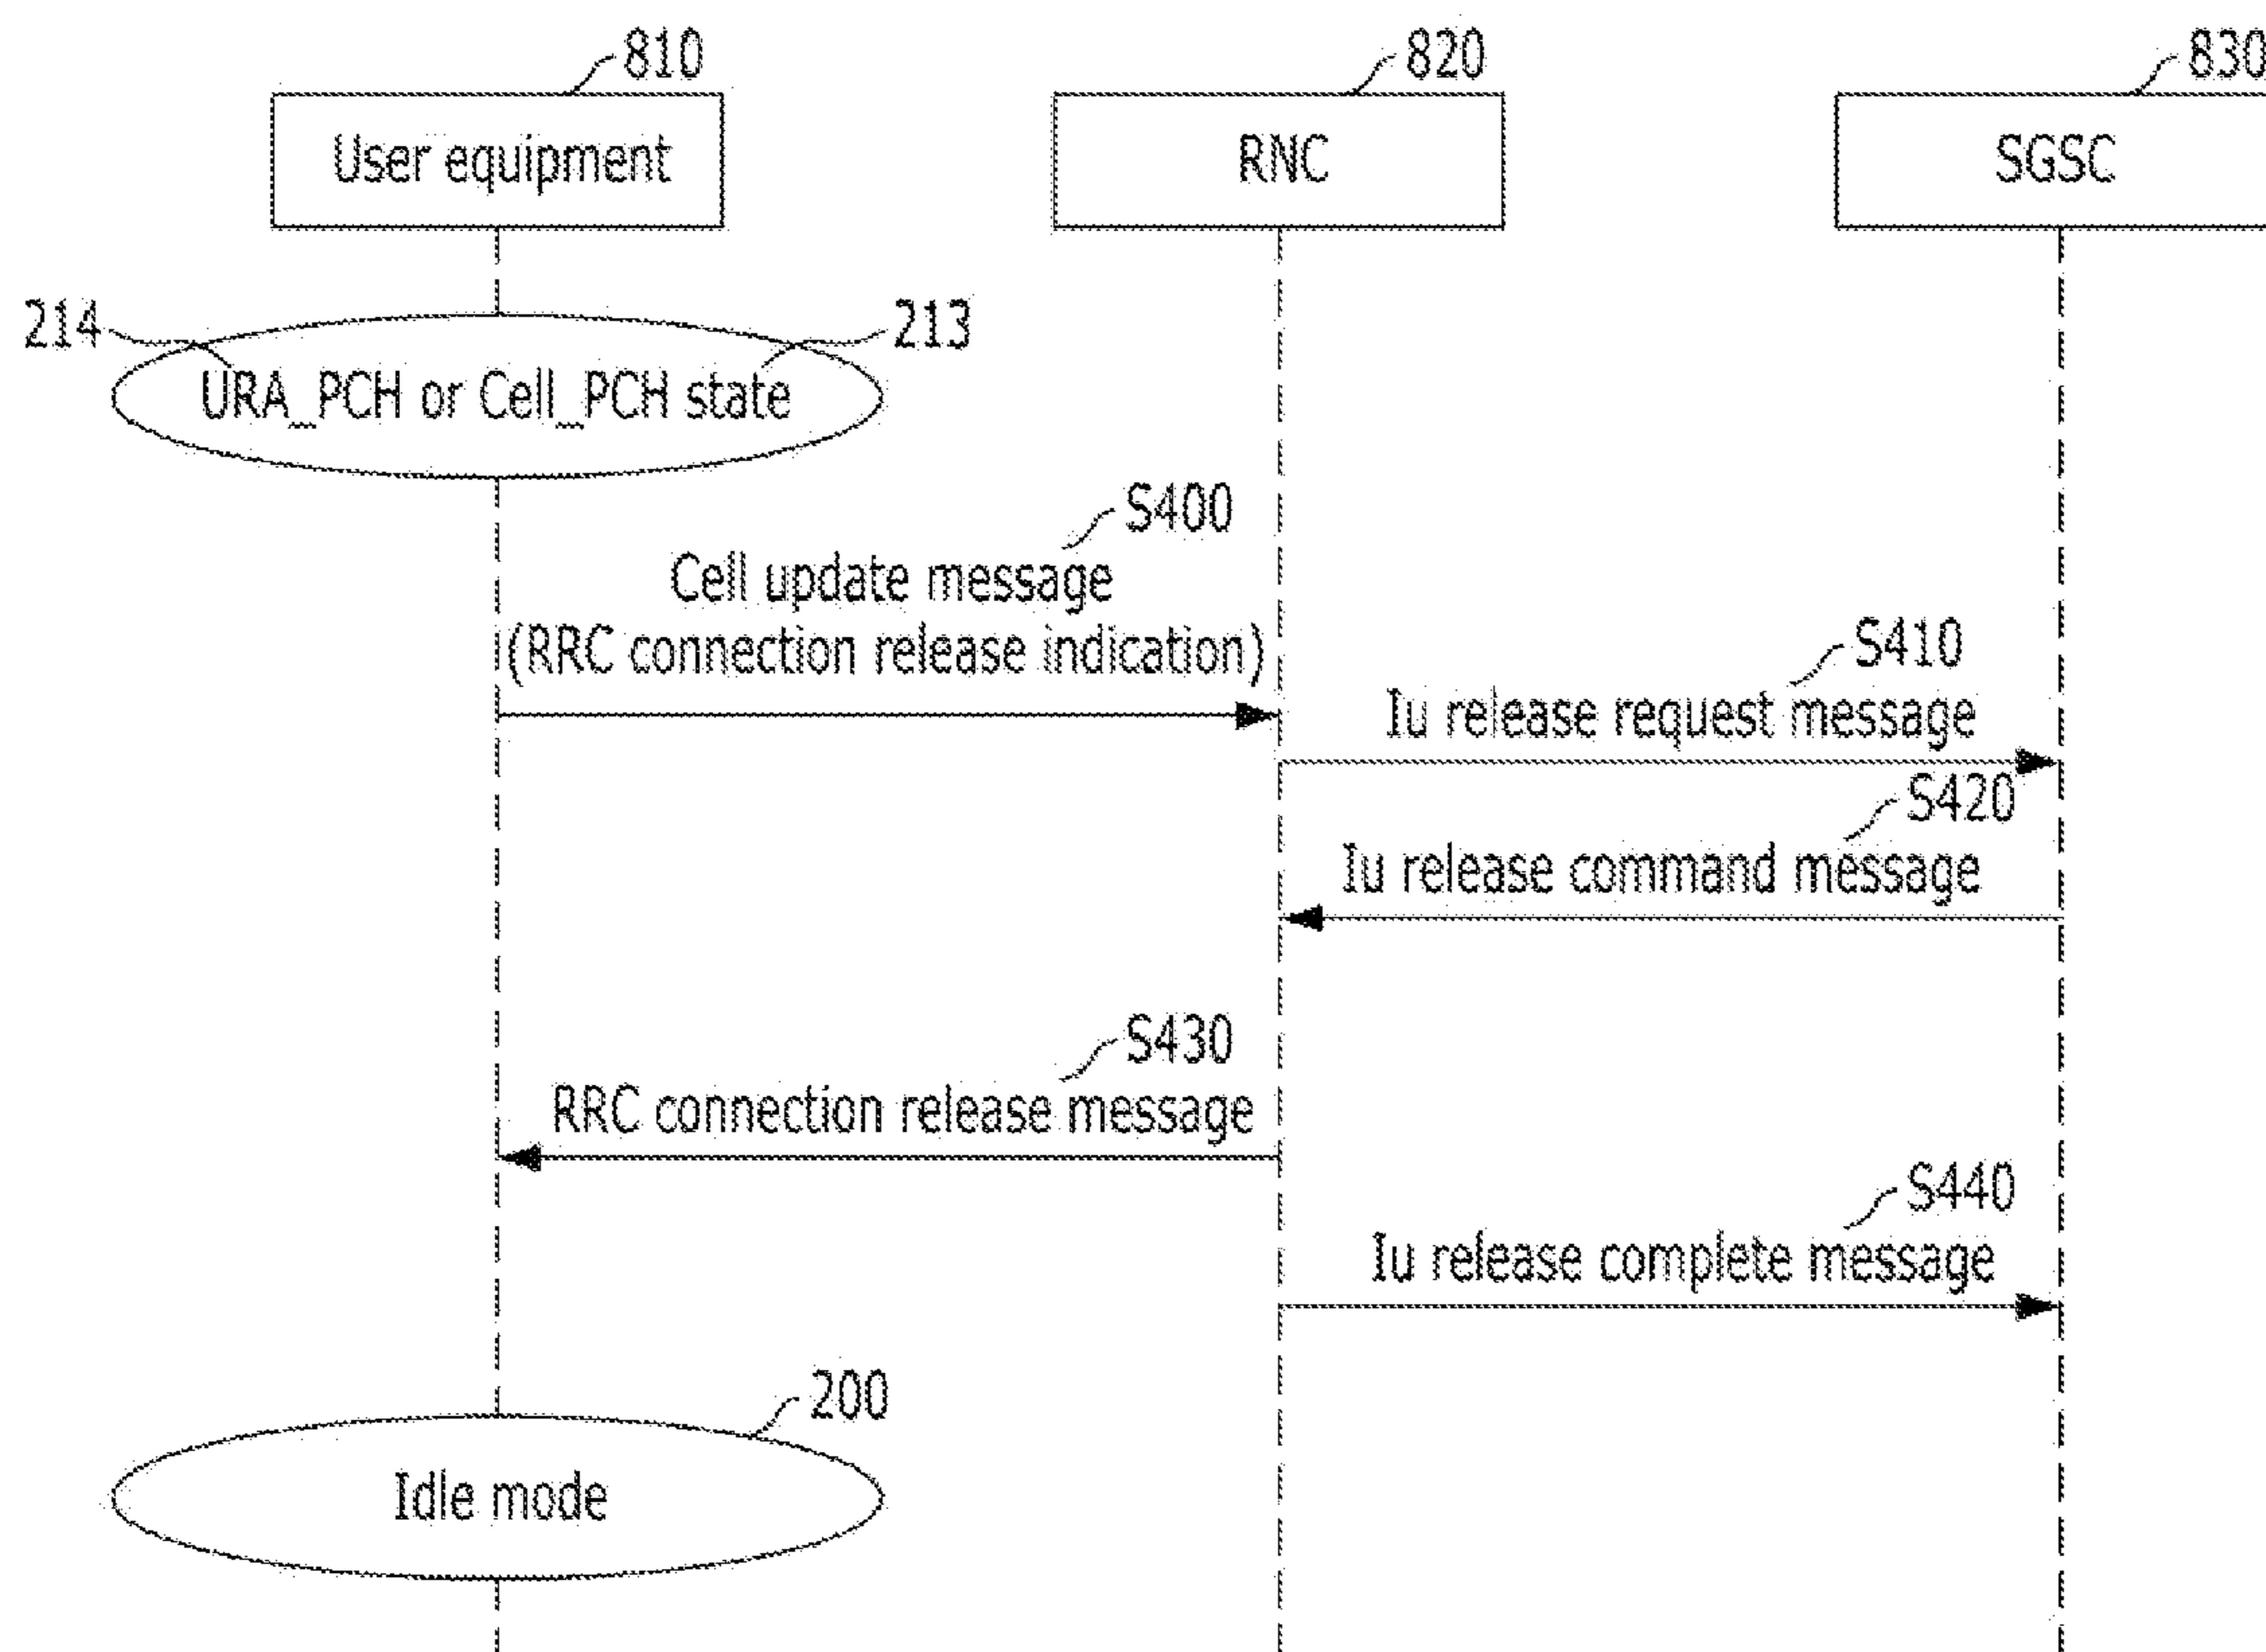 810
820
830
User equipment
RNC
SGSC
214
213
URA_PCH or Cell_PCH state
S400
Cell update message
(RRC connection release indication)
S410
Iu release request message
S420
Iu release command message
S430
RRC connection release message
S440
Iu release complete message
200
Idle mode